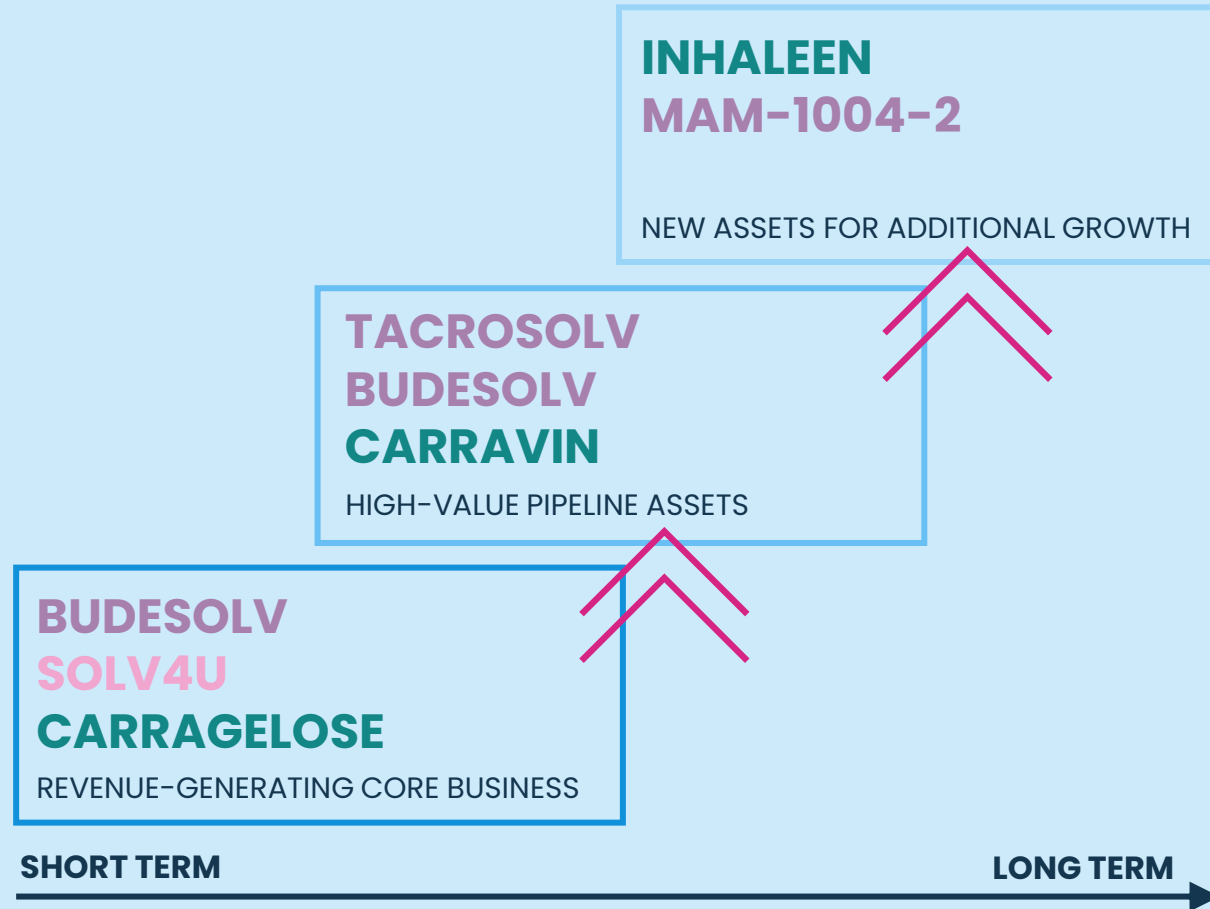 INHALEEN
MAM-1004-2
NEW ASSETS FOR ADDITIONAL GROWTH
TACROSOLV
BUDESOLV
CARRAVIN
HIGH-VALUE PIPELINE ASSETS
BUDESOLV
SOLV4U
CARRAGELOSE
REVENUE-GENERATING CORE BUSINESS
SHORT TERM
LONG TERM